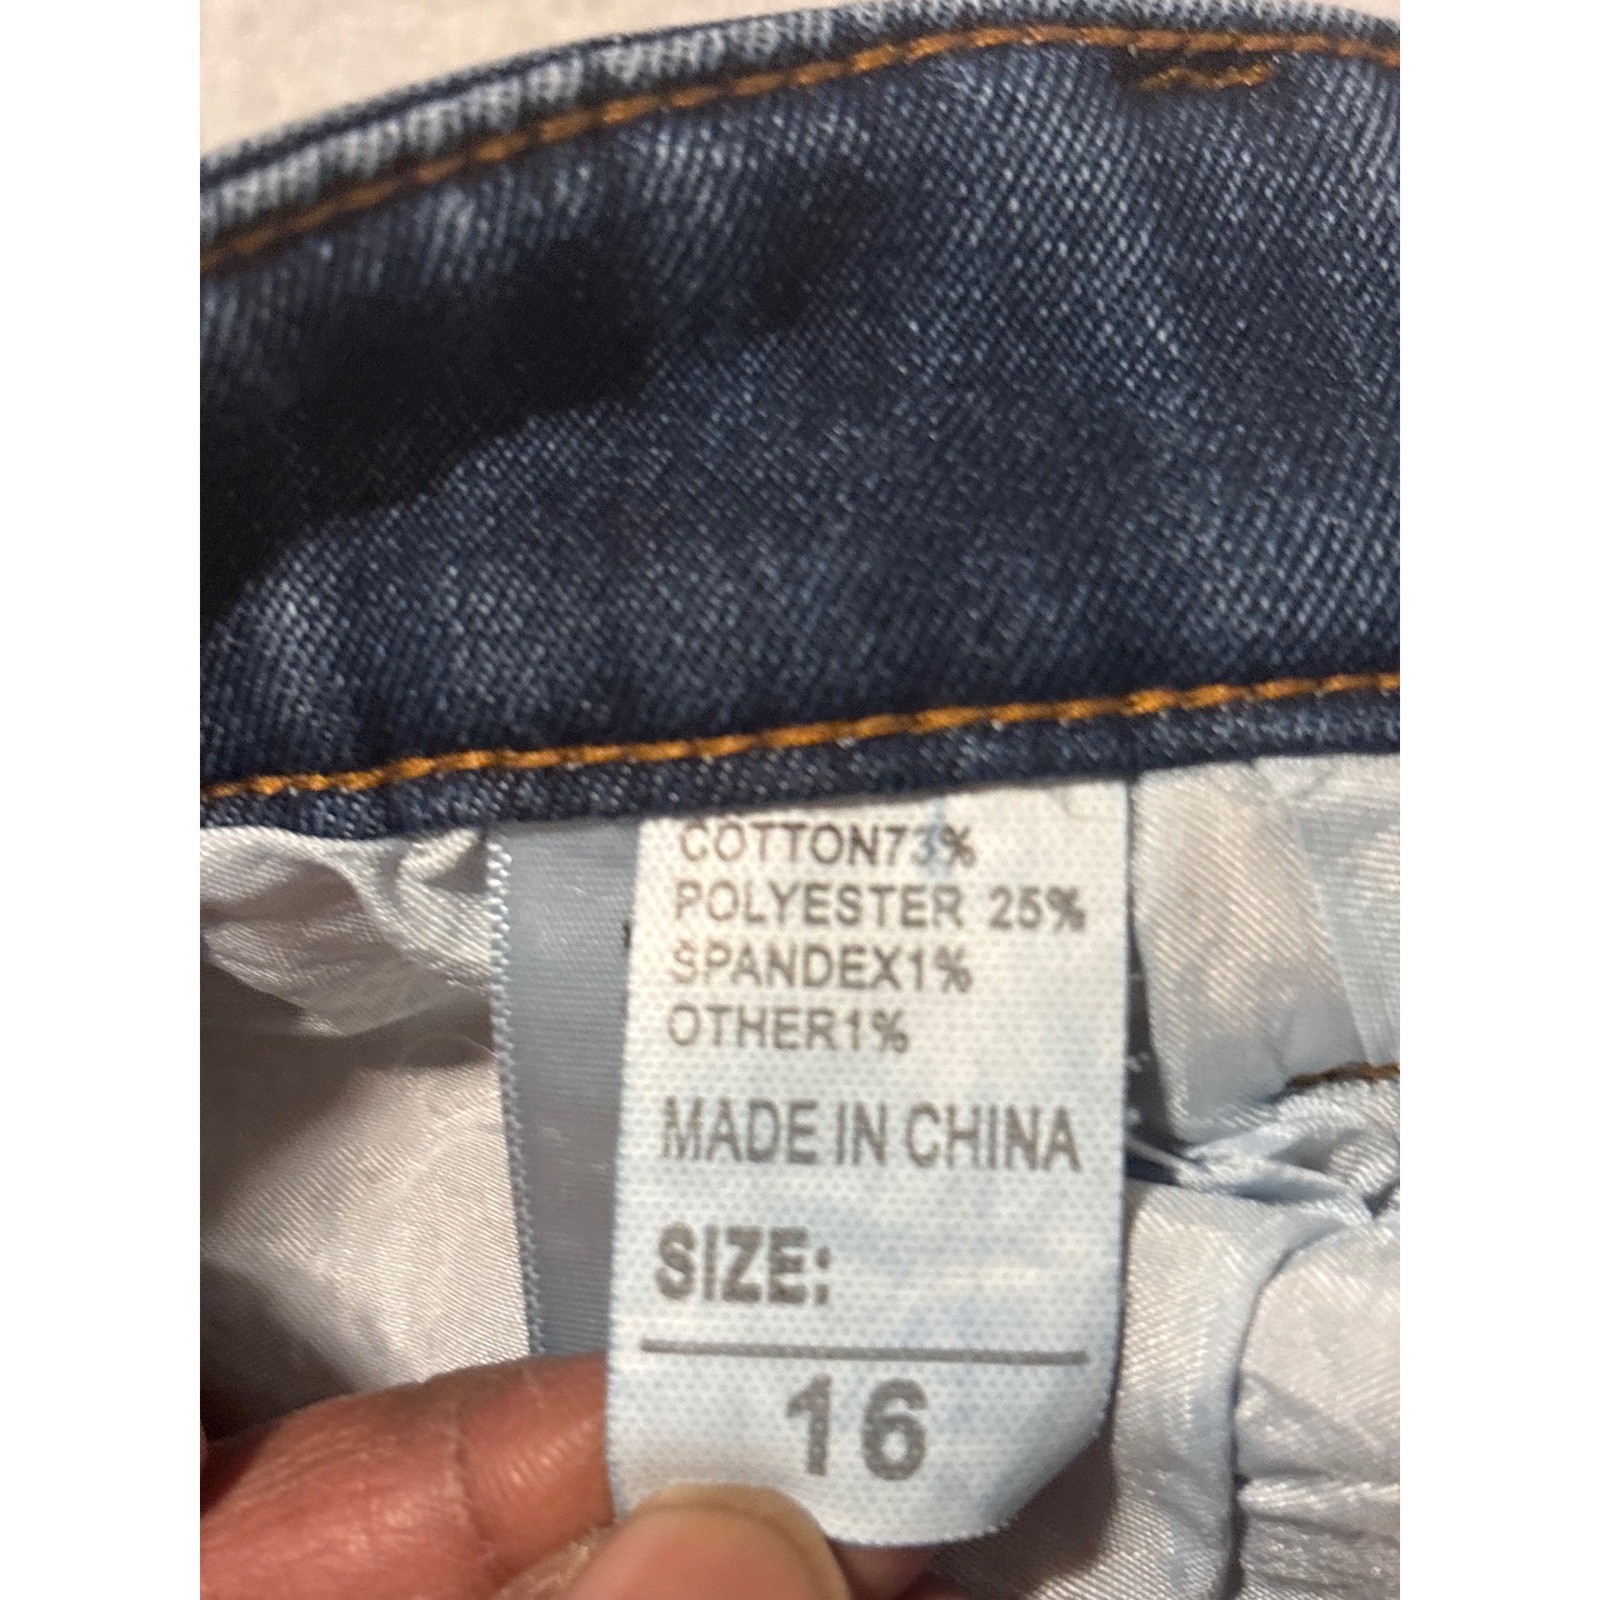 COTTON73%
POLYESTER 25%
SPANDEX1%
OTHER1%
MADE IN CHINA
SIZE:
16